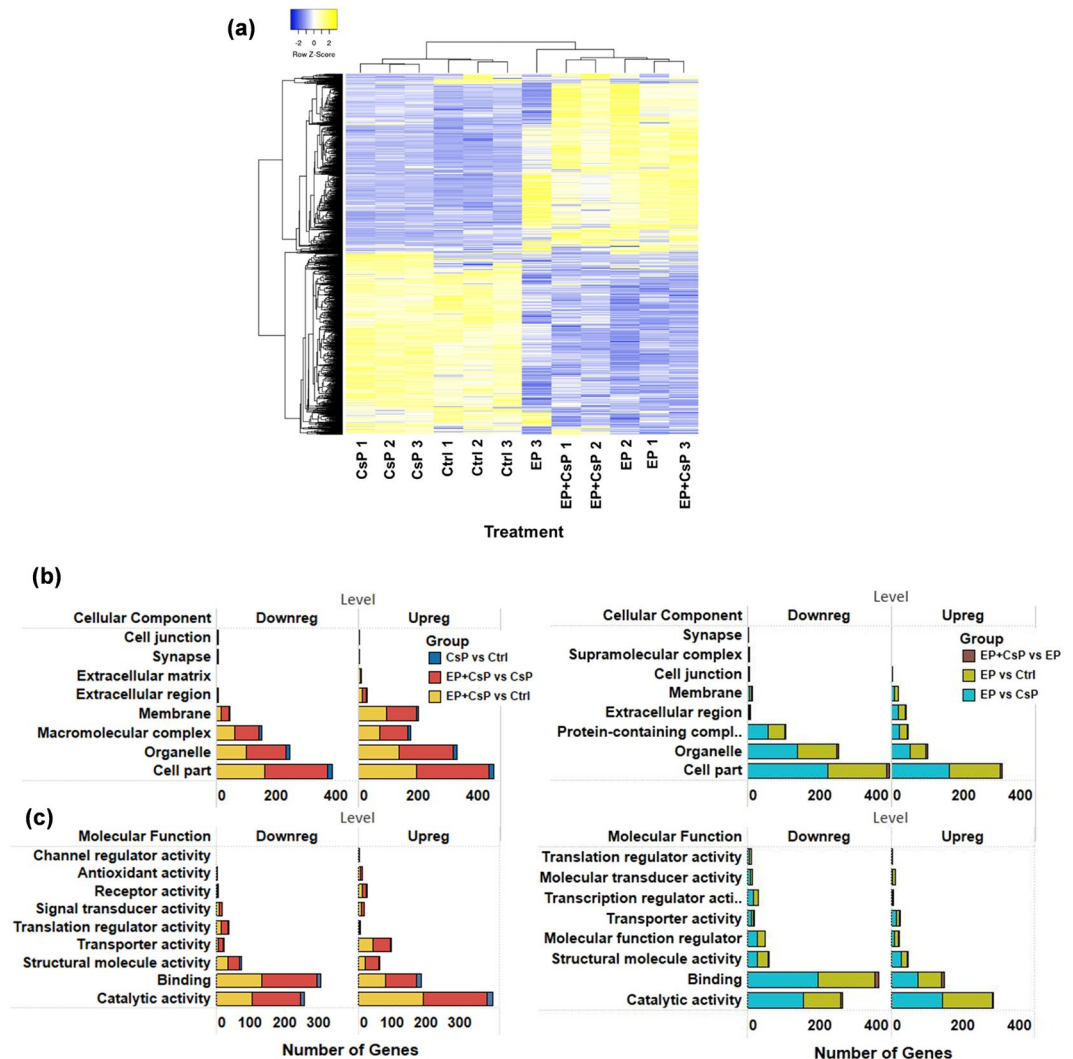 (a)
-2 0 2
Row Z-Score
CsP 1
CsP 2
CsP 3
Ctrl 1
Ctrl 2
Ctrl 3
EP 3
EP+CsP 1
EP+CsP 2
EP 2
EP 1
EP+CsP 3
Treatment
(b)
Level
Cellular Component Downreg Upreg
Cell junction
Synapse
Extracellular matrix
Extracellular region
Membrane
Macromolecular complex
Organelle
Cell part
Group
CsP vs Ctrl
EP+CsP vs CsP
EP+CsP vs Ctrl
0 200 400 0 200 400
Level
Cellular Component Downreg Upreg
Synapse
Supramolecular complex
Cell junction
Membrane
Extracellular region
Protein-containing compl..
Organelle
Cell part
Group
EP+CsP vs EP
EP vs Ctrl
EP vs CsP
0 200 400 0 200 400
(c)
Level
Molecular Function Downreg Upreg
Channel regulator activity
Antioxidant activity
Receptor activity
Signal transducer activity
Translation regulator activity
Transporter activity
Structural molecule activity
Binding
Catalytic activity
0 100 200 300 0 100 200 300
Number of Genes
Level
Molecular Function Downreg Upreg
Translation regulator activity
Molecular transducer activity
Transcription regulator acti..
Transporter activity
Molecular function regulator
Structural molecule activity
Binding
Catalytic activity
0 200 400 0 200 400
Number of Genes